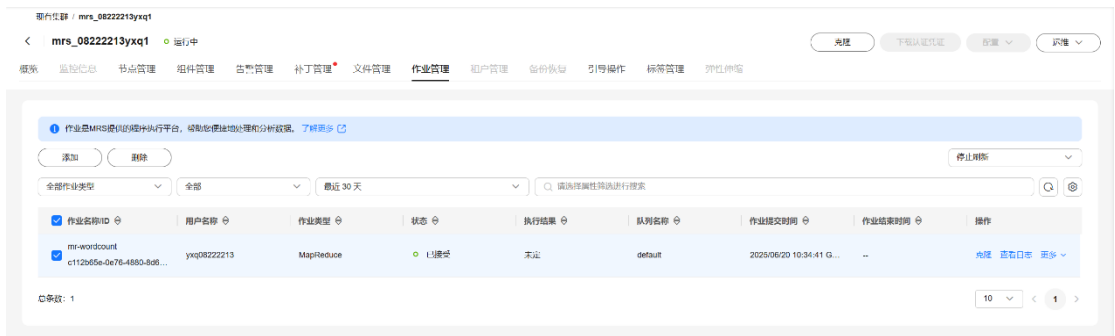 现有集群 / mrs_08222213yxq1
mrs_08222213yxq1 运行中 克隆 下载认证凭证 配置 运维
概览 监控信息 节点管理 组件管理 告警管理 补丁管理 文件管理 作业管理 租户管理 备份恢复 引导操作 标签管理 弹性伸缩
作业是MRS提供的程序执行平台，帮助您便捷地处理和分析数据。了解更多
添加 删除 停止刷新
全部作业类型 全部 最近 30 天 请选择属性筛选进行搜索
作业名称/ID 用户名称 作业类型 状态 执行结果 队列名称 作业提交时间 作业结束时间 操作
mr-wordcount
c112b65e-0e76-4880-8d6... yxq08222213 MapReduce 已接受 未定 default 2025/06/20 10:34:41 G... -- 克隆 查看日志 更多
总条数: 1 10 1